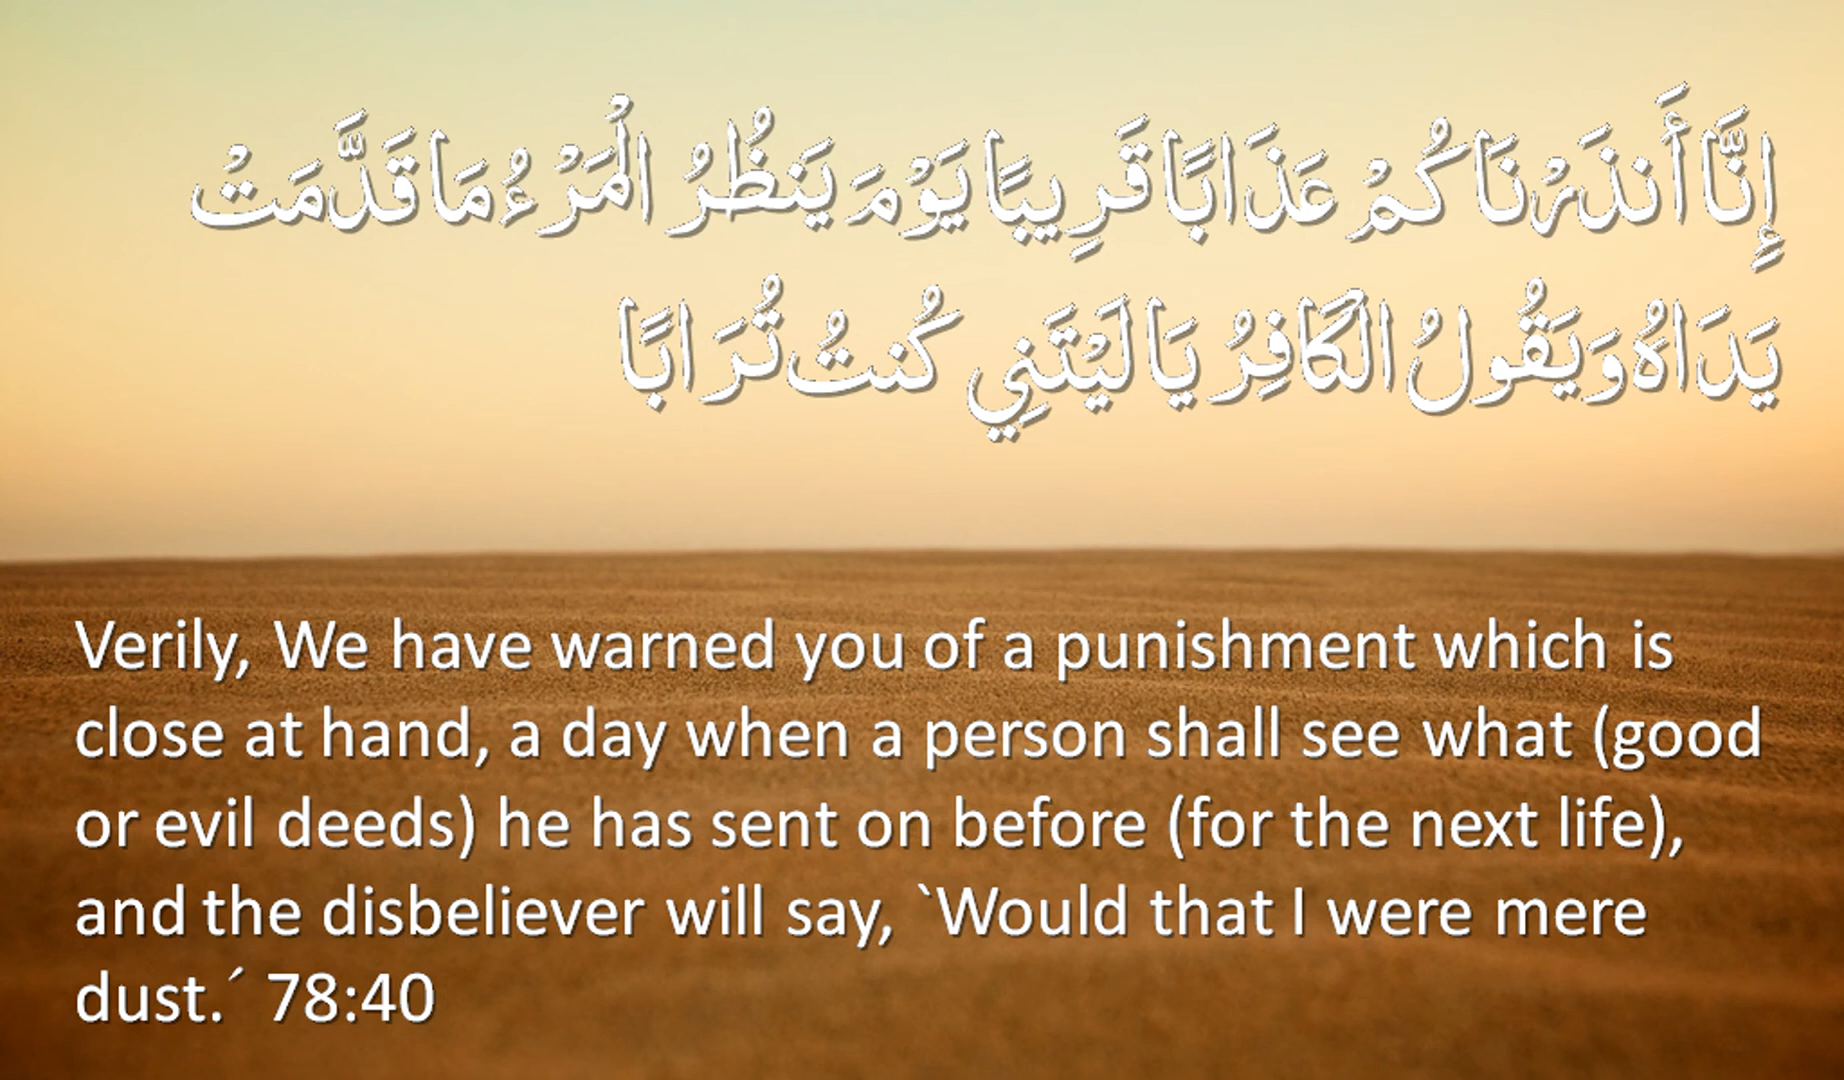 إِنَّا أَنذَرْنَاكُمْ عَذَابًا قَرِيبًا يَوْمَ يَنظُرُ الْمَرْءُ مَا قَدَّمَتْ
يَدَاهُ وَيَقُولُ الْكَافِرُ يَا لَيْتَنِي كُنتُ تُرَابًا
Verily, We have warned you of a punishment which is
close at hand, a day when a person shall see what (good
or evil deeds) he has sent on before (for the next life),
and the disbeliever will say, `Would that I were mere
dust.´ 78:40